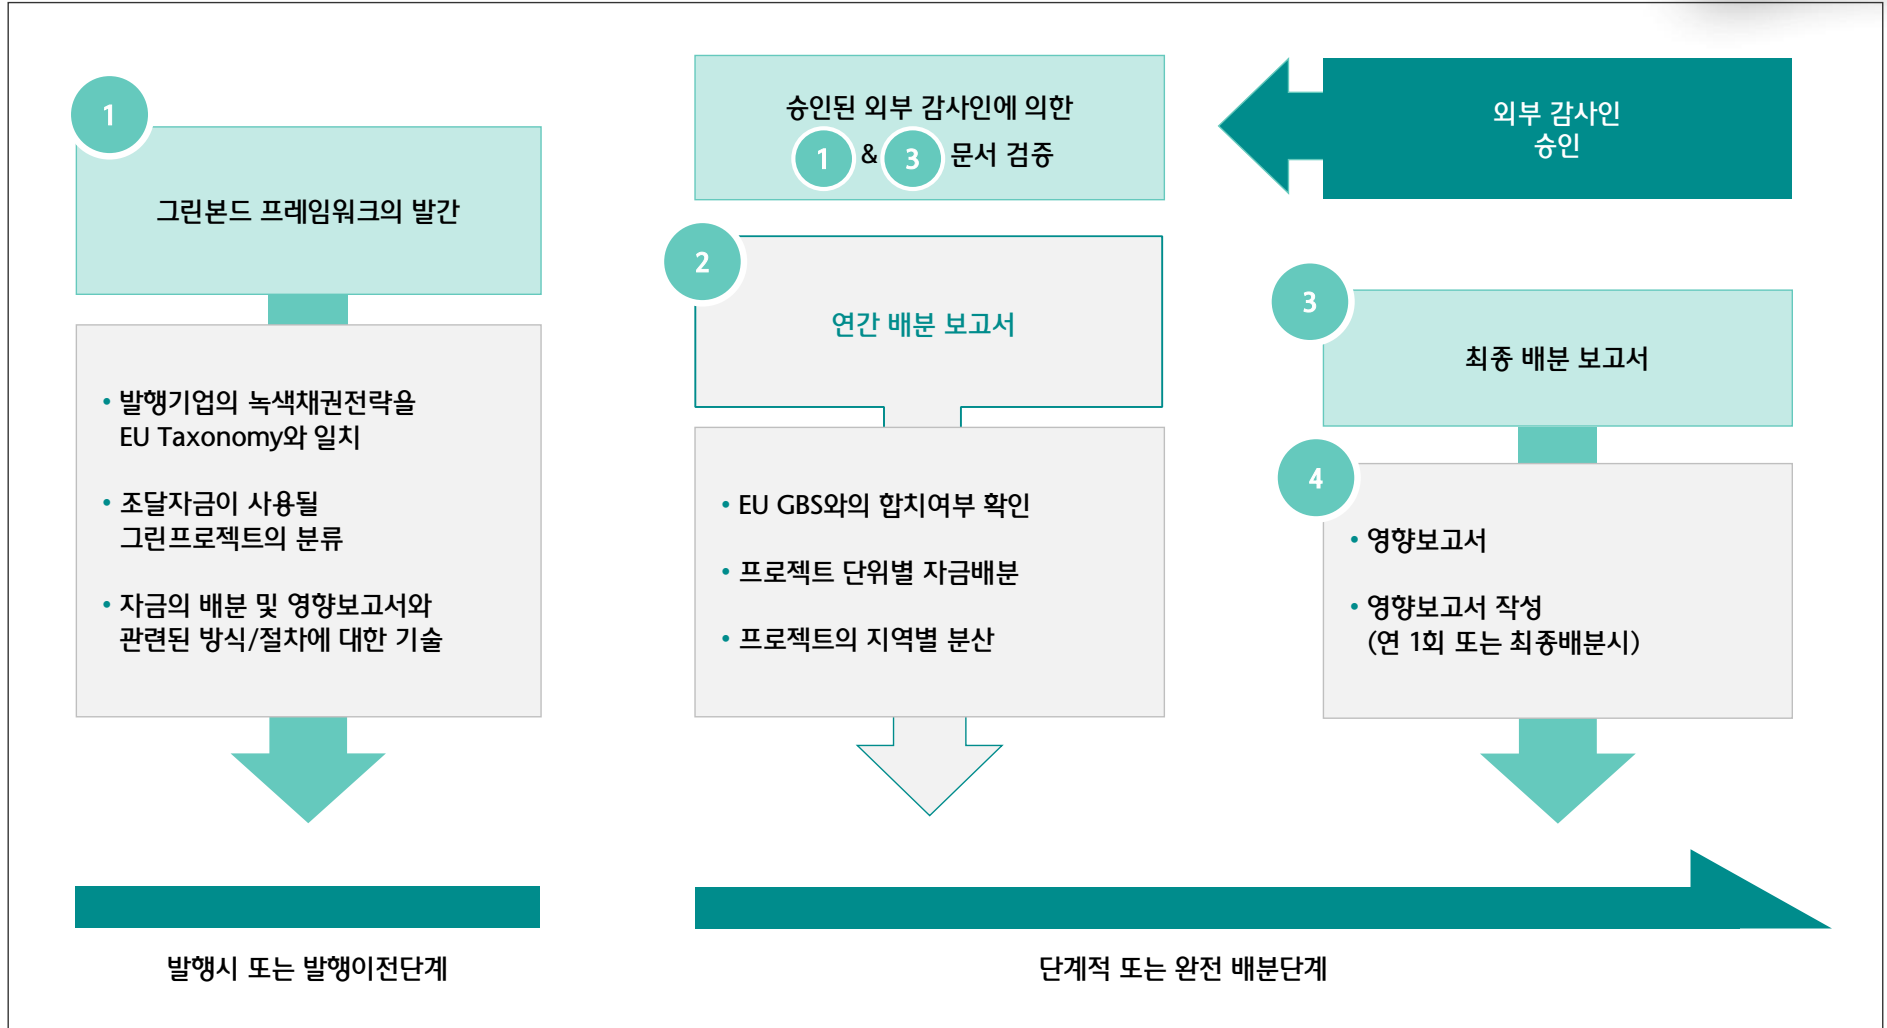 1
그린본드 프레임워크의 발간
• 발행기업의 녹색채권전략을
EU Taxonomy와 일치
• 조달자금이 사용될
그린프로젝트의 분류
• 자금의 배분 및 영향보고서와
관련된 방식/절차에 대한 기술
승인된 외부 감사인에 의한
1 & 3 문서 검증
외부 감사인
승인
2
연간 배분 보고서
• EU GBS와의 합치여부 확인
• 프로젝트 단위별 자금배분
• 프로젝트의 지역별 분산
3
최종 배분 보고서
4
• 영향보고서
• 영향보고서 작성
(연 1회 또는 최종배분시)
발행시 또는 발행이전단계
단계적 또는 완전 배분단계